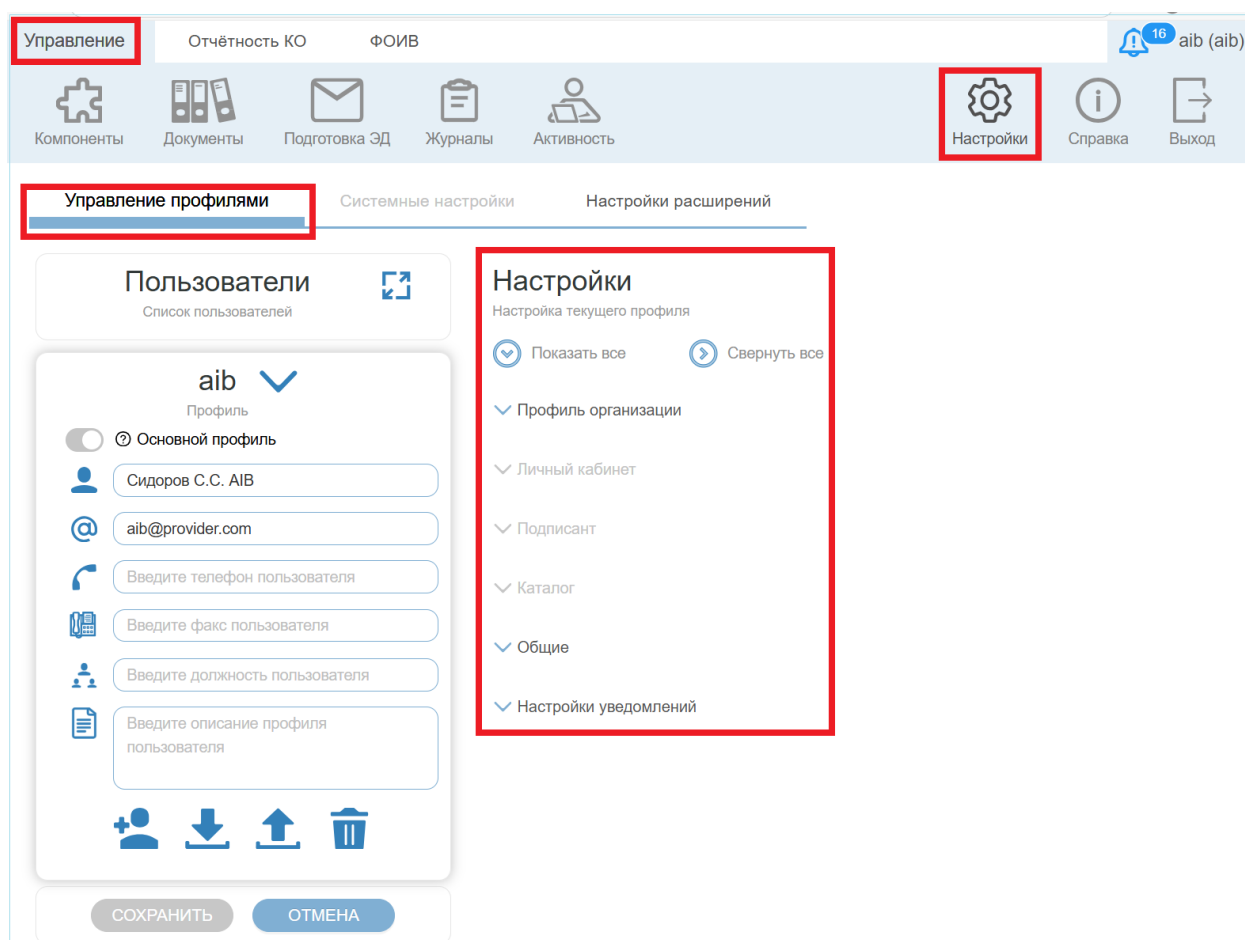 Управление
Отчётность КО
ФОИВ
16
aib (aib)
Компоненты
Документы
Подготовка ЭД
Журналы
Активность
Настройки
Справка
Выход
Управление профилями
Системные настройки
Настройки расширений
Пользователи
Список пользователей
aib
Профиль
Основной профиль
Сидоров С.С. AIB
aib@provider.com
Введите телефон пользователя
Введите факс пользователя
Введите должность пользователя
Введите описание профиля
пользователя
СОХРАНИТЬ
ОТМЕНА
Настройки
Настройка текущего профиля
Показать все
Свернуть все
Профиль организации
Личный кабинет
Подписант
Каталог
Общие
Настройки уведомлений